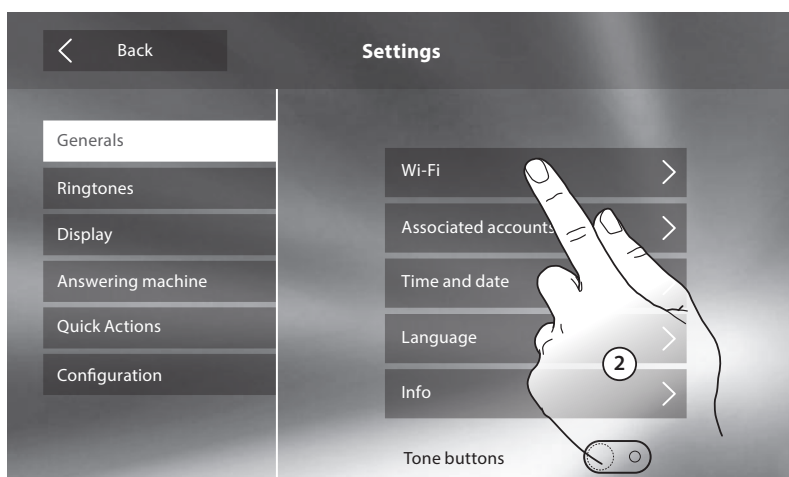 Back
Settings
Generals
Ringtones
Display
Answering machine
Quick Actions
Configuration
Wi-Fi
Associated accounts
Time and date
Language
Info
Tone buttons
2